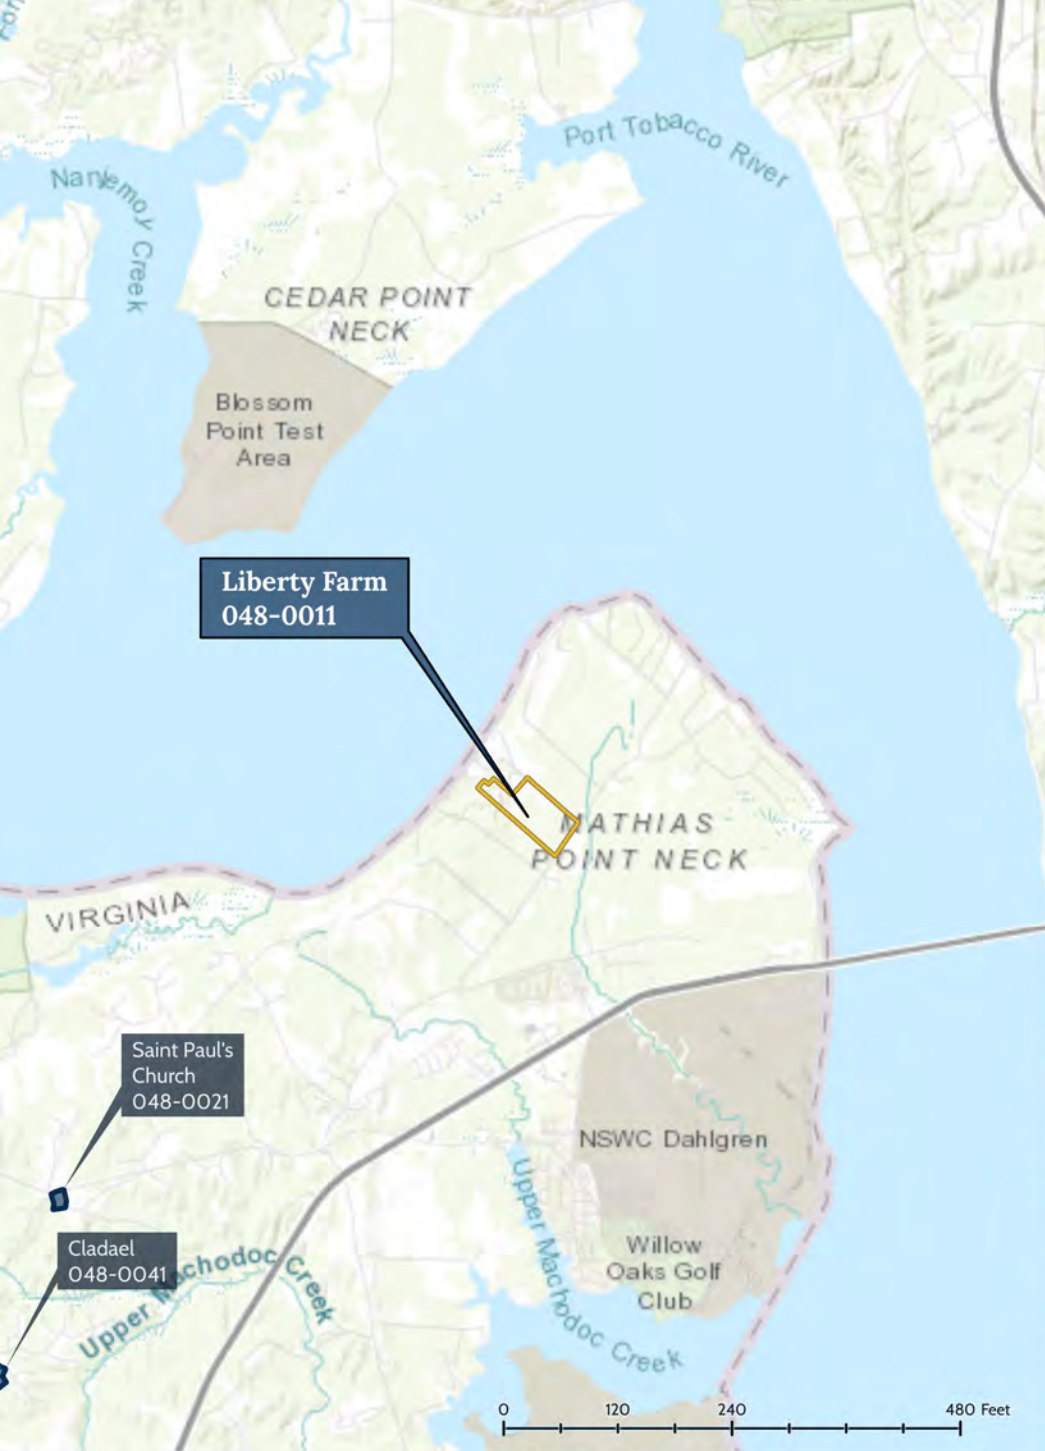 Port Tobacco River
Nanjemoy Creek
CEDAR POINT
NECK
Blossom
Point Test
Area
Liberty Farm
048-0011
MATHIAS
POINT NECK
VIRGINIA
Saint Paul's
Church
048-0021
NSWC Dahlgren
Upper Machodoc Creek
Willow
Oaks Golf
Club
Cladael
048-0041
Upper Machodoc Creek
0 120 240 480 Feet